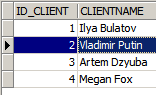 ID_CLIENT CLIENTNAME
1 Ilya Bulatov
2 Vladimir Putin
3 Artem Dzyuba
4 Megan Fox